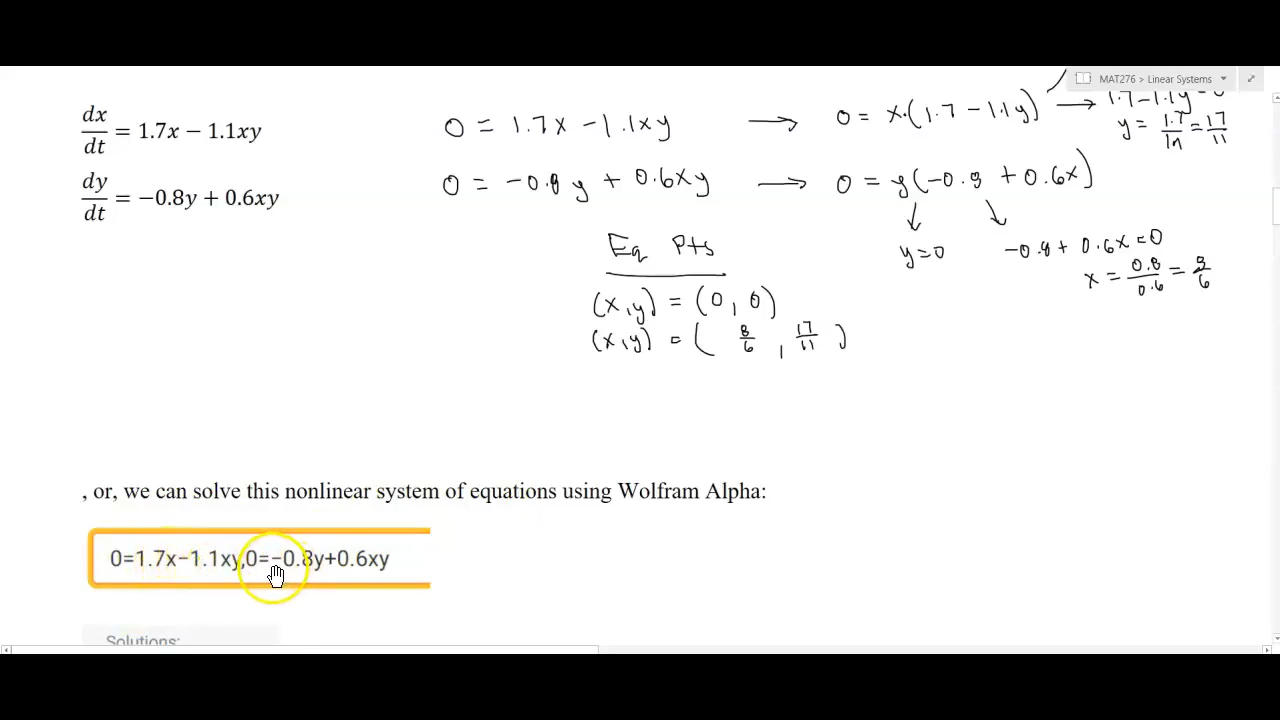 MAT276 > Linear Systems
dx/dt = 1.7x − 1.1xy
0 = 1.7x − 1.1xy → 0 = x·(1.7 − 1.1y) → 1.7 − 1.1y = 0
y = 1.7/1.1 = 17/11
dy/dt = −0.8y + 0.6xy
0 = −0.8y + 0.6xy → 0 = y(−0.8 + 0.6x)
y=0
−0.8 + 0.6x = 0
x = 0.8/0.6 = 8/6
Eq Pts
(x,y) = (0, 0)
(x,y) = ( 8/6 , 17/11 )
, or, we can solve this nonlinear system of equations using Wolfram Alpha:
0=1.7x−1.1xy,0=−0.8y+0.6xy
Solutions: